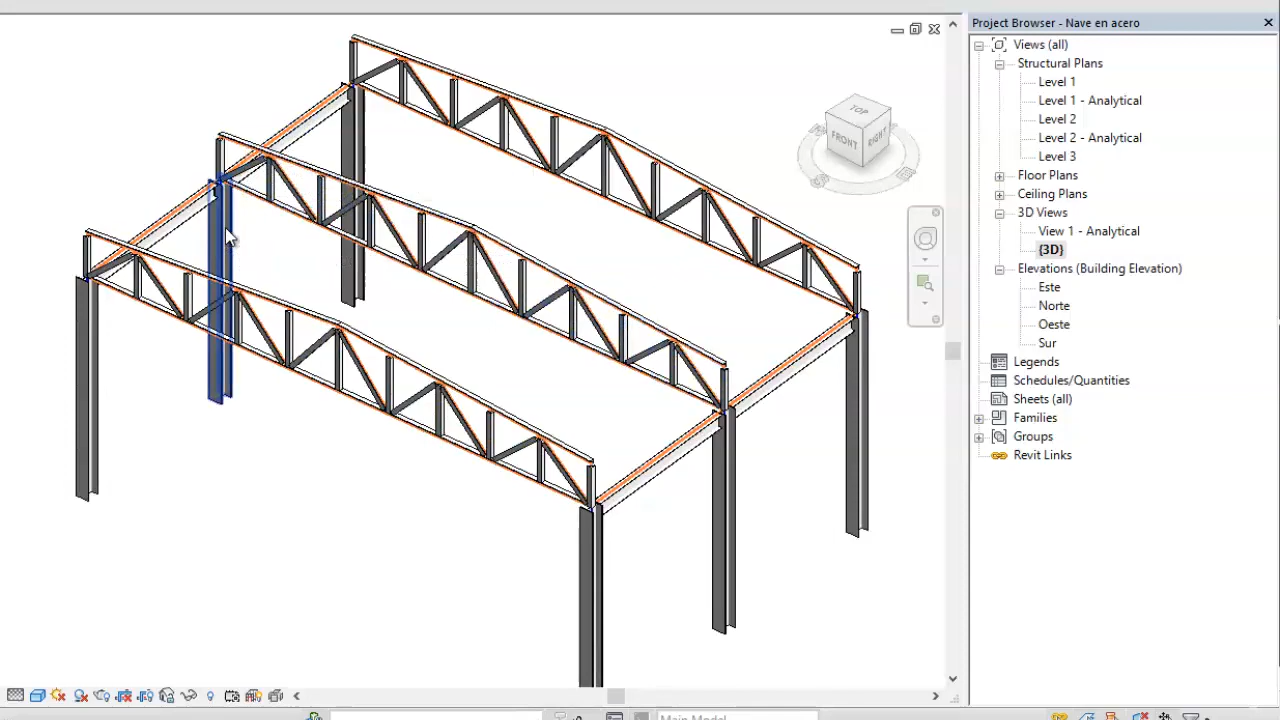 Project Browser - Nave en acero
Views (all)
Structural Plans
Level 1
Level 1 - Analytical
Level 2
Level 2 - Analytical
Level 3
Floor Plans
Ceiling Plans
3D Views
View 1 - Analytical
{3D}
Elevations (Building Elevation)
Este
Norte
Oeste
Sur
Legends
Schedules/Quantities
Sheets (all)
Families
Groups
Revit Links
TOP
FRONT
RIGHT
Main Model